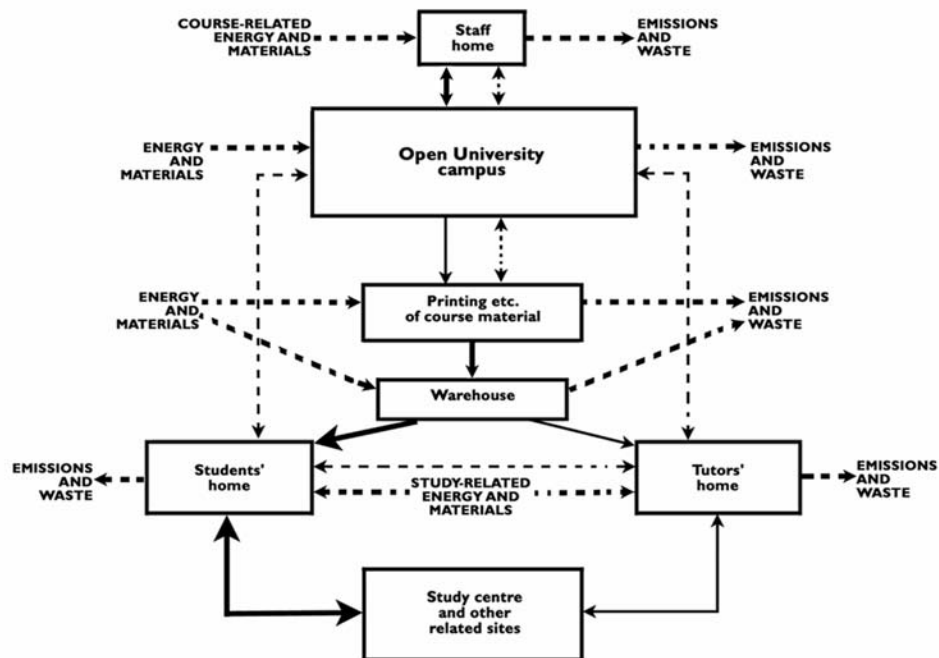 COURSE-RELATED
ENERGY AND
MATERIALS
Staff
home
EMISSIONS
AND
WASTE
ENERGY
AND
MATERIALS
Open University
campus
EMISSIONS
AND
WASTE
ENERGY
AND
MATERIALS
Printing etc.
of course material
EMISSIONS
AND
WASTE
Warehouse
EMISSIONS
AND
WASTE
Students'
home
STUDY-RELATED
ENERGY AND
MATERIALS
Tutors'
home
EMISSIONS
AND
WASTE
Study centre
and other
related sites